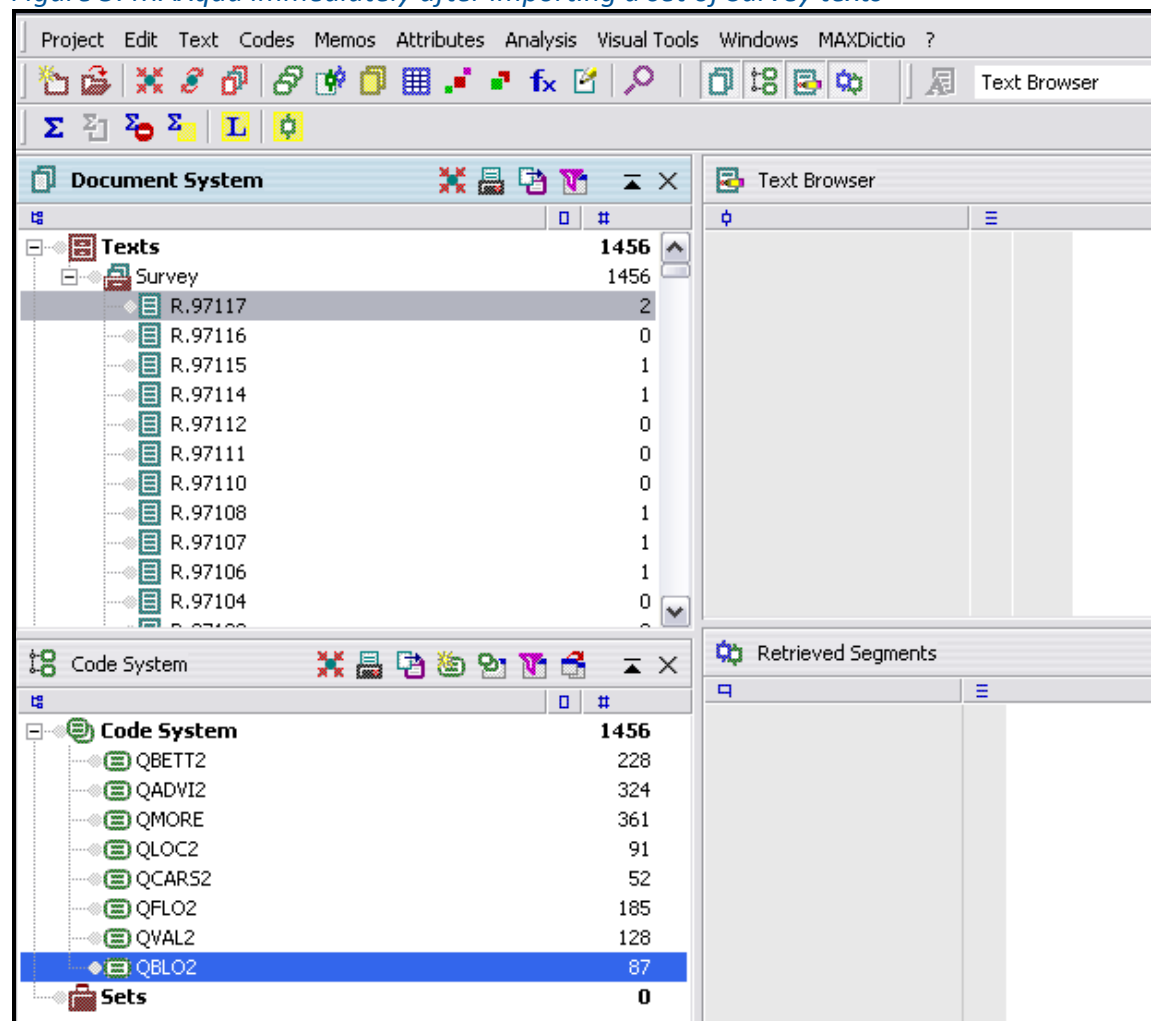 Project Edit Text Codes Memos Attributes Analysis Visual Tools Windows MAXDictio ?
fx Text Browser
Σ Σ Σ Σ L
Document System
Text Browser
#
Texts 1456
Survey 1456
R.97117 2
R.97116 0
R.97115 1
R.97114 1
R.97112 0
R.97111 0
R.97110 0
R.97108 1
R.97107 1
R.97106 1
R.97104 0
Code System
Retrieved Segments
#
Code System 1456
QBETT2 228
QADVI2 324
QMORE 361
QLOC2 91
QCARS2 52
QFLO2 185
QVAL2 128
QBLO2 87
Sets 0